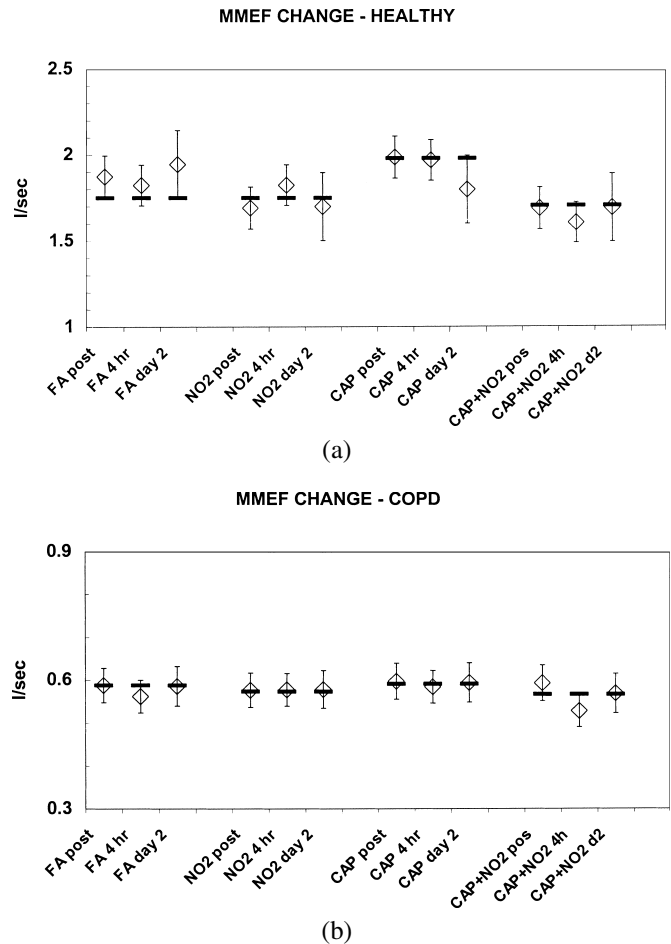 MMEF CHANGE - HEALTHY
2.5
2
1.5
1
l/sec
FA post
FA 4 hr
FA day 2
NO2 post
NO2 4 hr
NO2 day 2
CAP post
CAP 4 hr
CAP day 2
CAP+NO2 pos
CAP+NO2 4h
CAP+NO2 d2
(a)
MMEF CHANGE - COPD
0.9
0.6
0.3
l/sec
FA post
FA 4 hr
FA day 2
NO2 post
NO2 4 hr
NO2 day 2
CAP post
CAP 4 hr
CAP day 2
CAP+NO2 pos
CAP+NO2 4h
CAP+NO2 d2
(b)